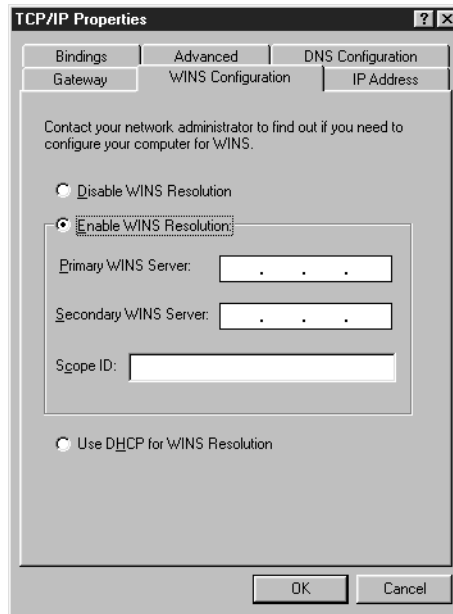 TCP/IP Properties
Bindings Advanced DNS Configuration
Gateway WINS Configuration IP Address
Contact your network administrator to find out if you need to
configure your computer for WINS.
Disable WINS Resolution
Enable WINS Resolution:
Primary WINS Server: . . .
Secondary WINS Server: . . .
Scope ID:
Use DHCP for WINS Resolution
OK Cancel